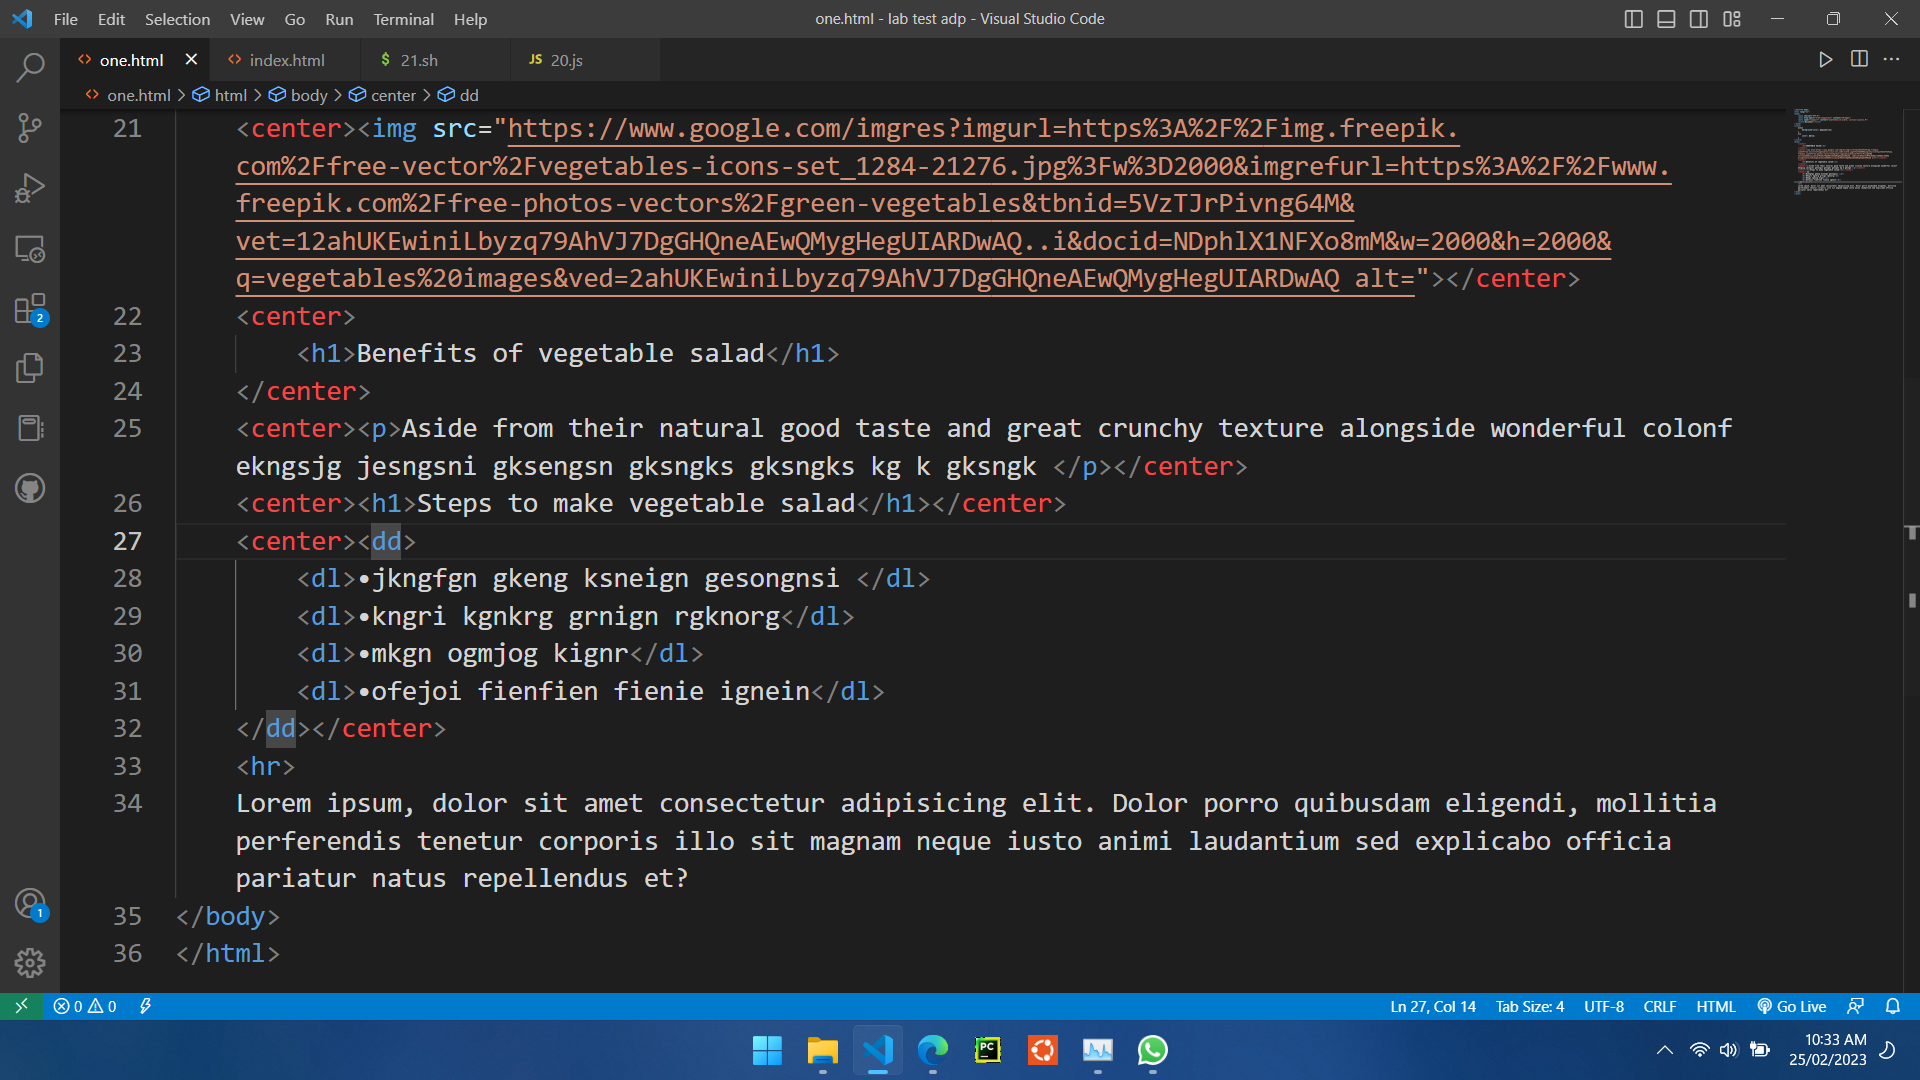 File Edit Selection View Go Run Terminal Help
one.html - lab test adp - Visual Studio Code
one.html index.html $ 21.sh JS 20.js
one.html > html > body > center > dd
21 <center><img src="https://www.google.com/imgres?imgurl=https%3A%2F%2Fimg.freepik.
com%2Ffree-vector%2Fvegetables-icons-set_1284-21276.jpg%3Fw%3D2000&imgrefurl=https%3A%2F%2Fwww.
freepik.com%2Ffree-photos-vectors%2Fgreen-vegetables&tbnid=5VzTJrPivng64M&
vet=12ahUKEwiniLbyzq79AhVJ7DgGHQneAEwQMygHegUIARDwAQ..i&docid=NDphlX1NFXo8mM&w=2000&h=2000&
q=vegetables%20images&ved=2ahUKEwiniLbyzq79AhVJ7DgGHQneAEwQMygHegUIARDwAQ alt="></center>
22 <center>
23 <h1>Benefits of vegetable salad</h1>
24 </center>
25 <center><p>Aside from their natural good taste and great crunchy texture alongside wonderful colonf
ekngsjg jesngsni gksengsn gksngks gksngks kg k gksngk </p></center>
26 <center><h1>Steps to make vegetable salad</h1></center>
27 <center><dd>
28 <dl>•jkngfgn gkeng ksneign gesongnsi </dl>
29 <dl>•kngri kgnkrg grnign rgknorg</dl>
30 <dl>•mkgn ogmjog kignr</dl>
31 <dl>•ofejoi fienfien fienie ignein</dl>
32 </dd></center>
33 <hr>
34 Lorem ipsum, dolor sit amet consectetur adipisicing elit. Dolor porro quibusdam eligendi, mollitia
perferendis tenetur corporis illo sit magnam neque iusto animi laudantium sed explicabo officia
pariatur natus repellendus et?
35 </body>
36 </html>
2
1
0 0
Ln 27, Col 14 Tab Size: 4 UTF-8 CRLF HTML Go Live
PC
10:33 AM
25/02/2023